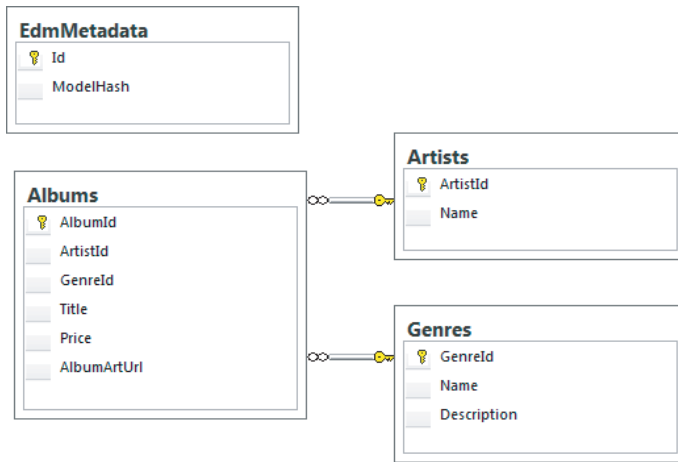 EdmMetadata
Id
ModelHash
Albums
AlbumId
ArtistId
GenreId
Title
Price
AlbumArtUrl
Artists
ArtistId
Name
Genres
GenreId
Name
Description